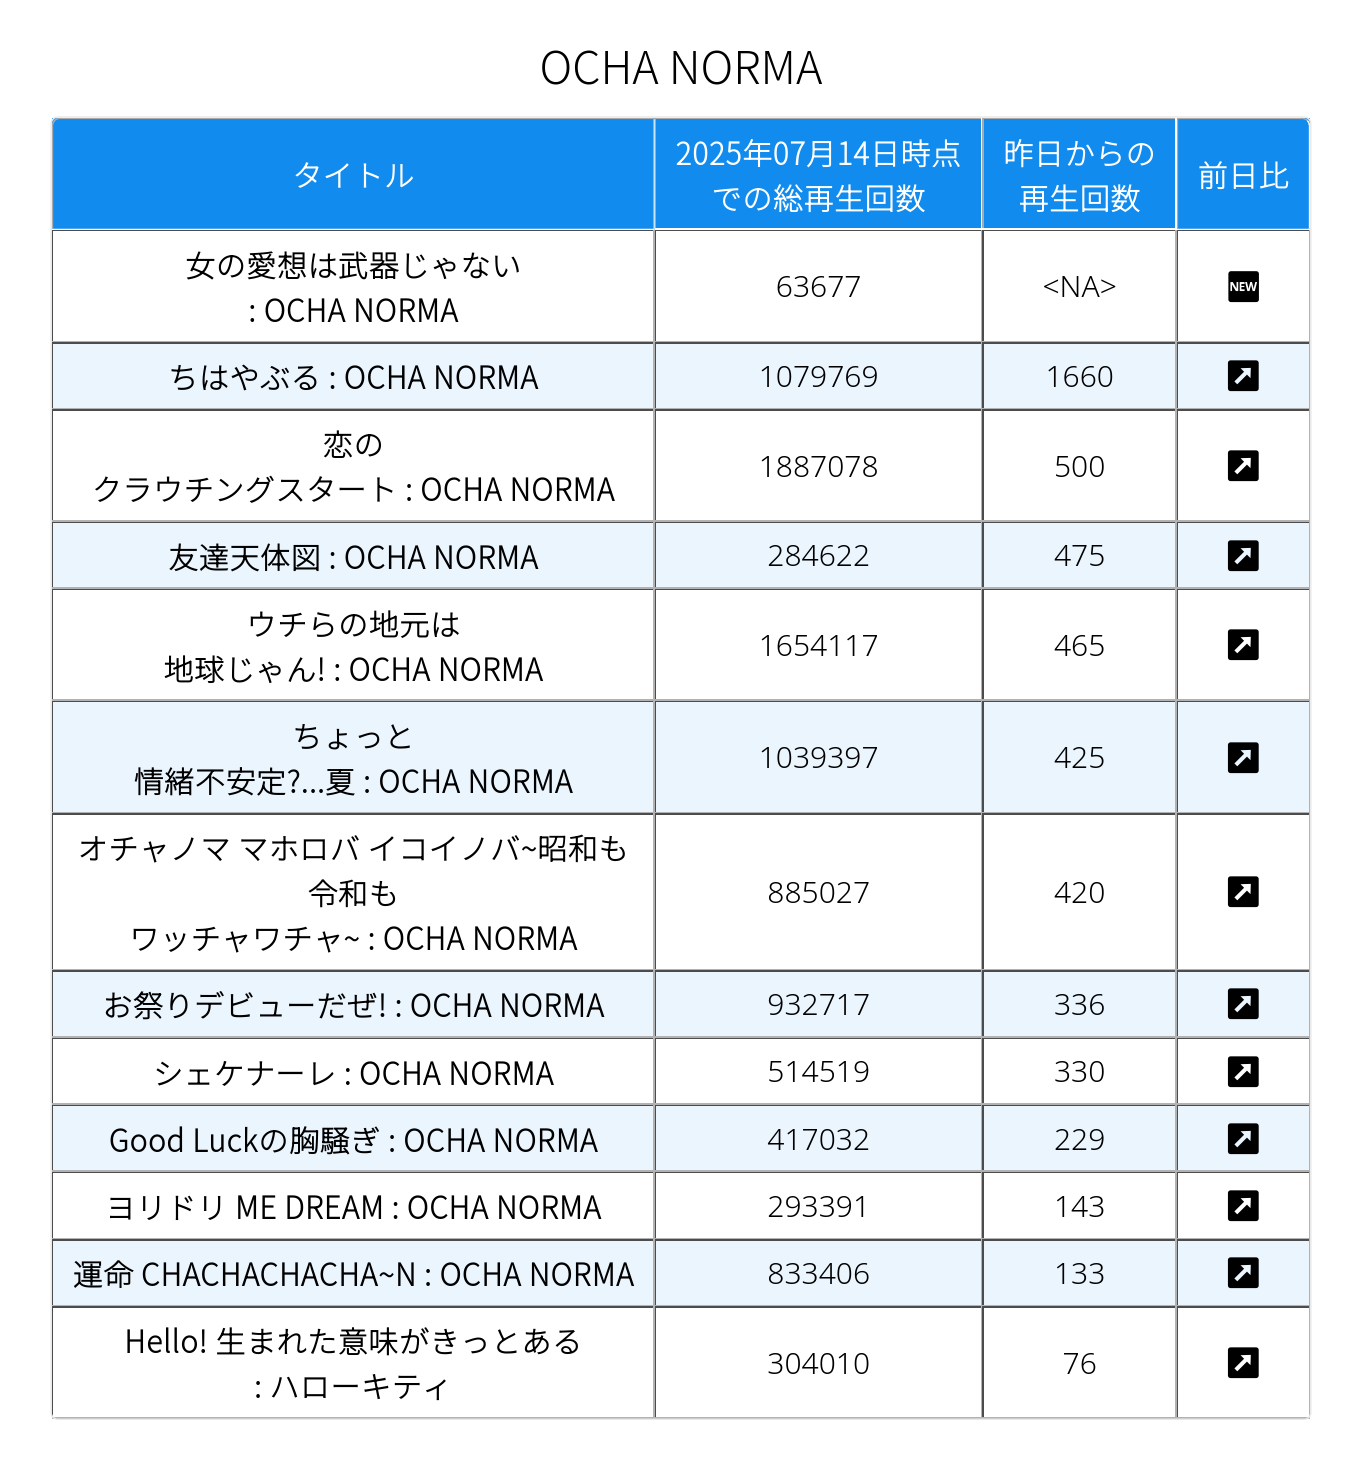 OCHA NORMA
タイトル
2025年07月14日時点
での総再生回数
昨日からの
再生回数
前日比
女の愛想は武器じゃない
: OCHA NORMA
63677
<NA>
NEW
ちはやぶる : OCHA NORMA
1079769
1660
恋の
クラウチングスタート : OCHA NORMA
1887078
500
友達天体図 : OCHA NORMA
284622
475
ウチらの地元は
地球じゃん! : OCHA NORMA
1654117
465
ちょっと
情緒不安定?...夏 : OCHA NORMA
1039397
425
オチャノマ マホロバ イコイノバ~昭和も
令和も
ワッチャワチャ~ : OCHA NORMA
885027
420
お祭りデビューだぜ! : OCHA NORMA
932717
336
シェケナーレ : OCHA NORMA
514519
330
Good Luckの胸騒ぎ : OCHA NORMA
417032
229
ヨリドリ ME DREAM : OCHA NORMA
293391
143
運命 CHACHACHACHA~N : OCHA NORMA
833406
133
Hello! 生まれた意味がきっとある
: ハローキティ
304010
76